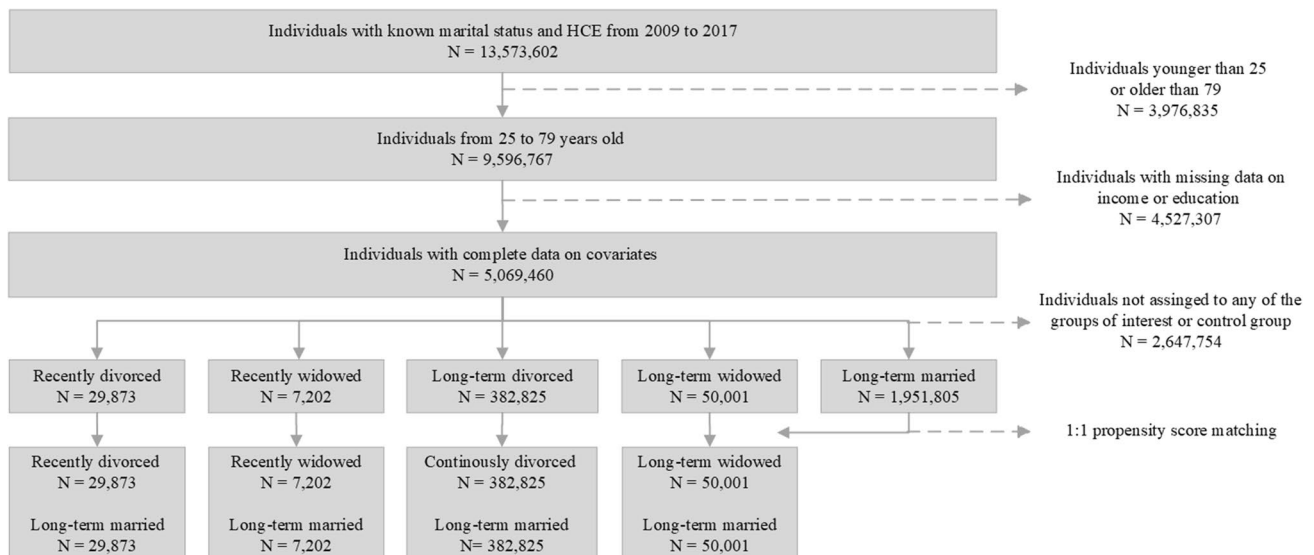 Individuals with known marital status and HCE from 2009 to 2017
N = 13,573,602
Individuals younger than 25
or older than 79
N = 3,976,835
Individuals from 25 to 79 years old
N = 9,596,767
Individuals with missing data on
income or education
N = 4,527,307
Individuals with complete data on covariates
N = 5,069,460
Individuals not assinged to any of the
groups of interest or control group
N = 2,647,754
Recently divorced
N = 29,873
Recently widowed
N = 7,202
Long-term divorced
N = 382,825
Long-term widowed
N = 50,001
Long-term married
N = 1,951,805
1:1 propensity score matching
Recently divorced
N = 29,873
Long-term married
N = 29,873
Recently widowed
N = 7,202
Long-term married
N = 7,202
Continously divorced
N = 382,825
Long-term married
N= 382,825
Long-term widowed
N = 50,001
Long-term married
N = 50,001